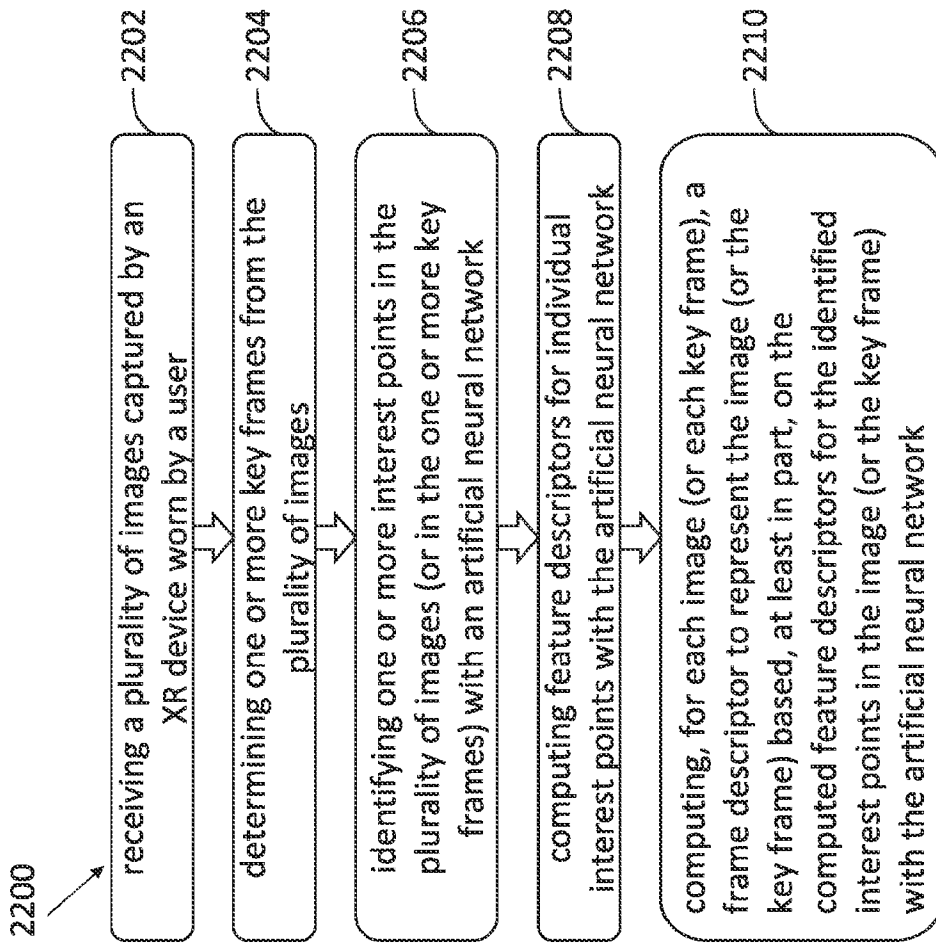 2200
receiving a plurality of images captured by an
XR device worn by a user
2202
determining one or more key frames from the
plurality of images
2204
identifying one or more interest points in the
plurality of images (or in the one or more key
frames) with an artificial neural network
2206
computing feature descriptors for individual
interest points with the artificial neural network
2208
computing, for each image (or each key frame), a
frame descriptor to represent the image (or the
key frame) based, at least in part, on the
computed feature descriptors for the identified
interest points in the image (or the key frame)
with the artificial neural network
2210